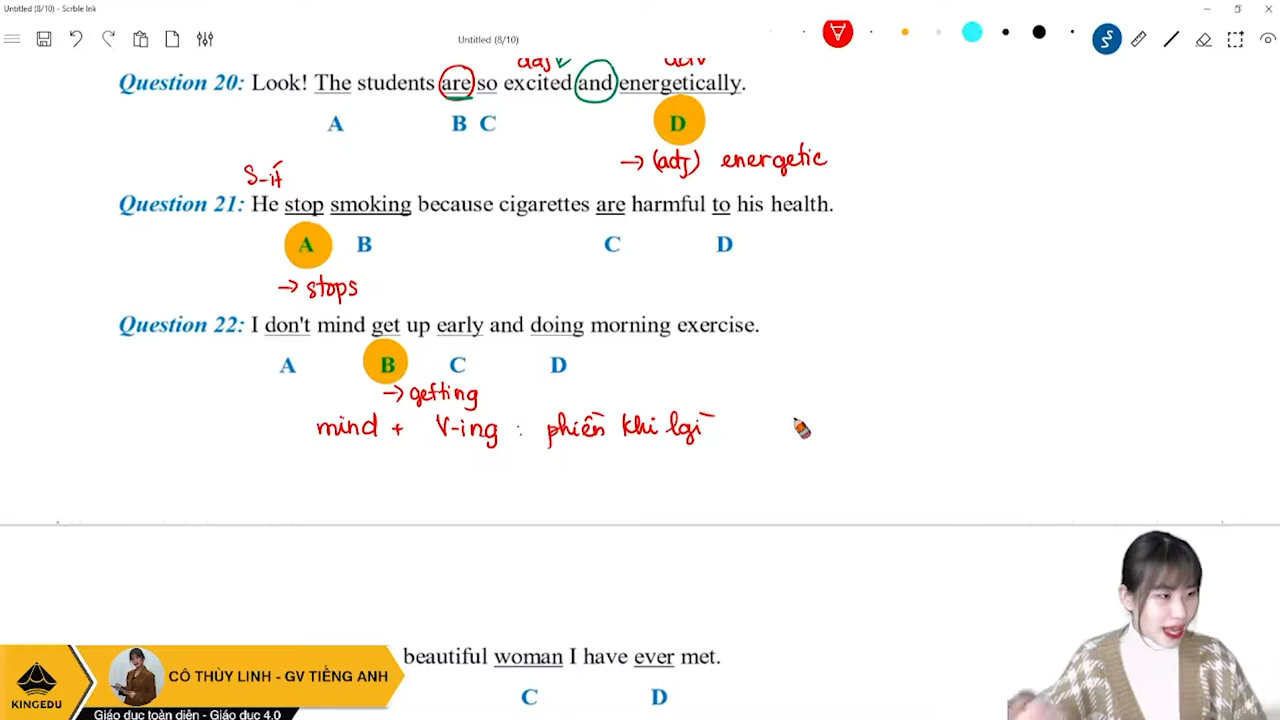 Untitled (8/10) - Scrble Ink
Untitled (8/10)
adj adv
Question 20: Look! The students are so excited and energetically.
A B C D
→ (adj) energetic
S-ít
Question 21: He stop smoking because cigarettes are harmful to his health.
A B C D
→ stops
Question 22: I don't mind get up early and doing morning exercise.
A B C D
→ getting
mind + V-ing : phiền khi lgì
beautiful woman I have ever met.
C D
CÔ THÙY LINH - GV TIẾNG ANH
KINGEDU
Giáo dục toàn diện - Giáo dục 4.0